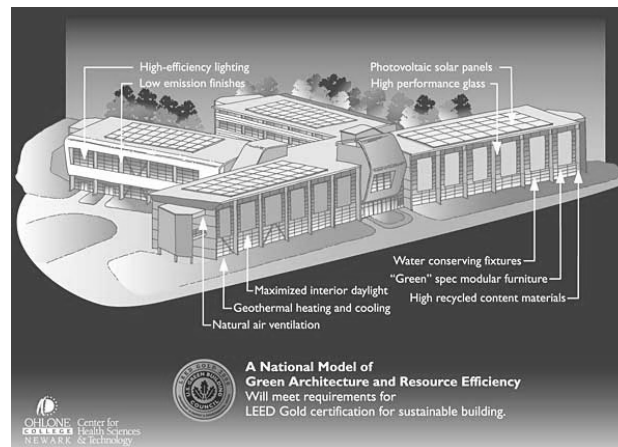 High-efficiency lighting
Low emission finishes
Photovoltaic solar panels
High performance glass
Water conserving fixtures
"Green" spec modular furniture
High recycled content materials
Maximized interior daylight
Geothermal heating and cooling
Natural air ventilation
A National Model of
Green Architecture and Resource Efficiency
Will meet requirements for
LEED Gold certification for sustainable building.
OHLONE
COLLEGE
NEWARK
Center for
Health Sciences
& Technology